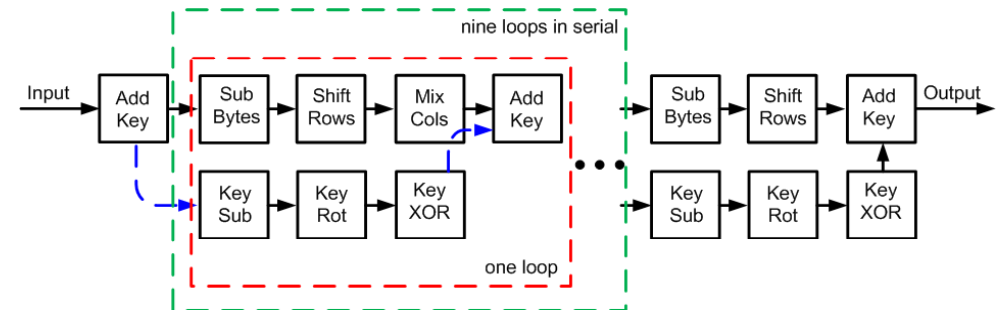 nine loops in serial
Input
Add
Key
Sub
Bytes
Shift
Rows
Mix
Cols
Add
Key
Sub
Bytes
Shift
Rows
Add
Key
Output
Key
Sub
Key
Rot
Key
XOR
Key
Sub
Key
Rot
Key
XOR
one loop